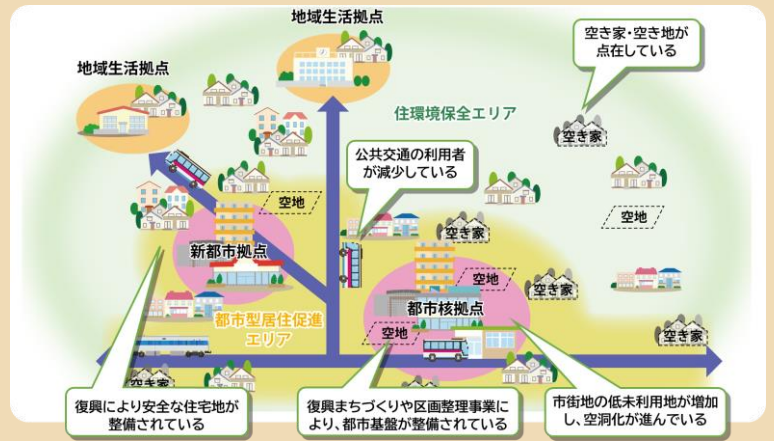 地域生活拠点
空き家・空き地が
点在している
地域生活拠点
住環境保全エリア
空き家
公共交通の利用者
が減少している
空地
空地
新都市拠点
空き家
空地
空き家
都市核拠点
都市型居住促進
エリア
空地
空き家
空き家
空き家
復興により安全な住宅地が
整備されている
復興まちづくりや区画整理事業に
より、都市基盤が整備されている
市街地の低未利用地が増加
し、空洞化が進んでいる